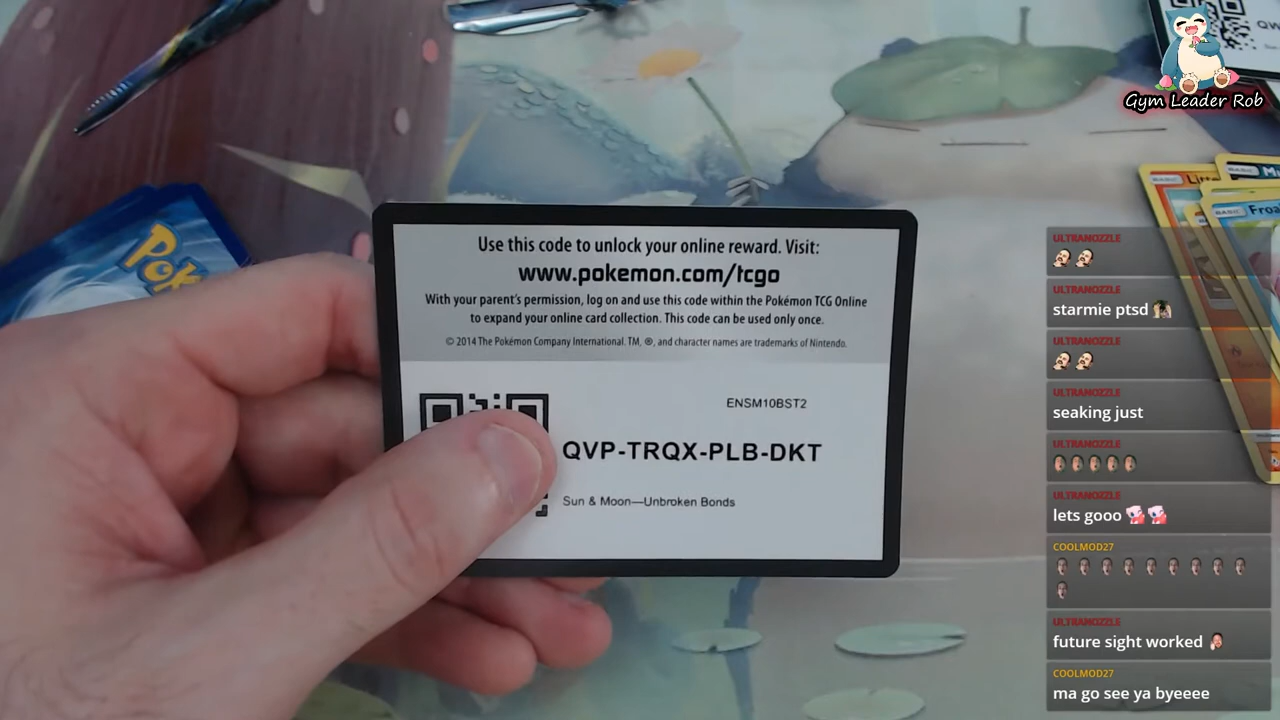 Gym Leader Rob
Use this code to unlock your online reward. Visit:
www.pokemon.com/tcgo
With your parent's permission, log on and use this code within the Pokémon TCG Online
to expand your online card collection. This code can be used only once.
© 2014 The Pokémon Company International. TM, ®, and character names are trademarks of Nintendo.
ENSM10BST2
QVP-TRQX-PLB-DKT
Sun & Moon—Unbroken Bonds
Pok
BASIC
BASIC Froa
ULTRANOZZLE
ULTRANOZZLE
starmie ptsd
ULTRANOZZLE
ULTRANOZZLE
seaking just
ULTRANOZZLE
ULTRANOZZLE
lets gooo
COOLMOD27
ULTRANOZZLE
future sight worked
COOLMOD27
ma go see ya byeeee